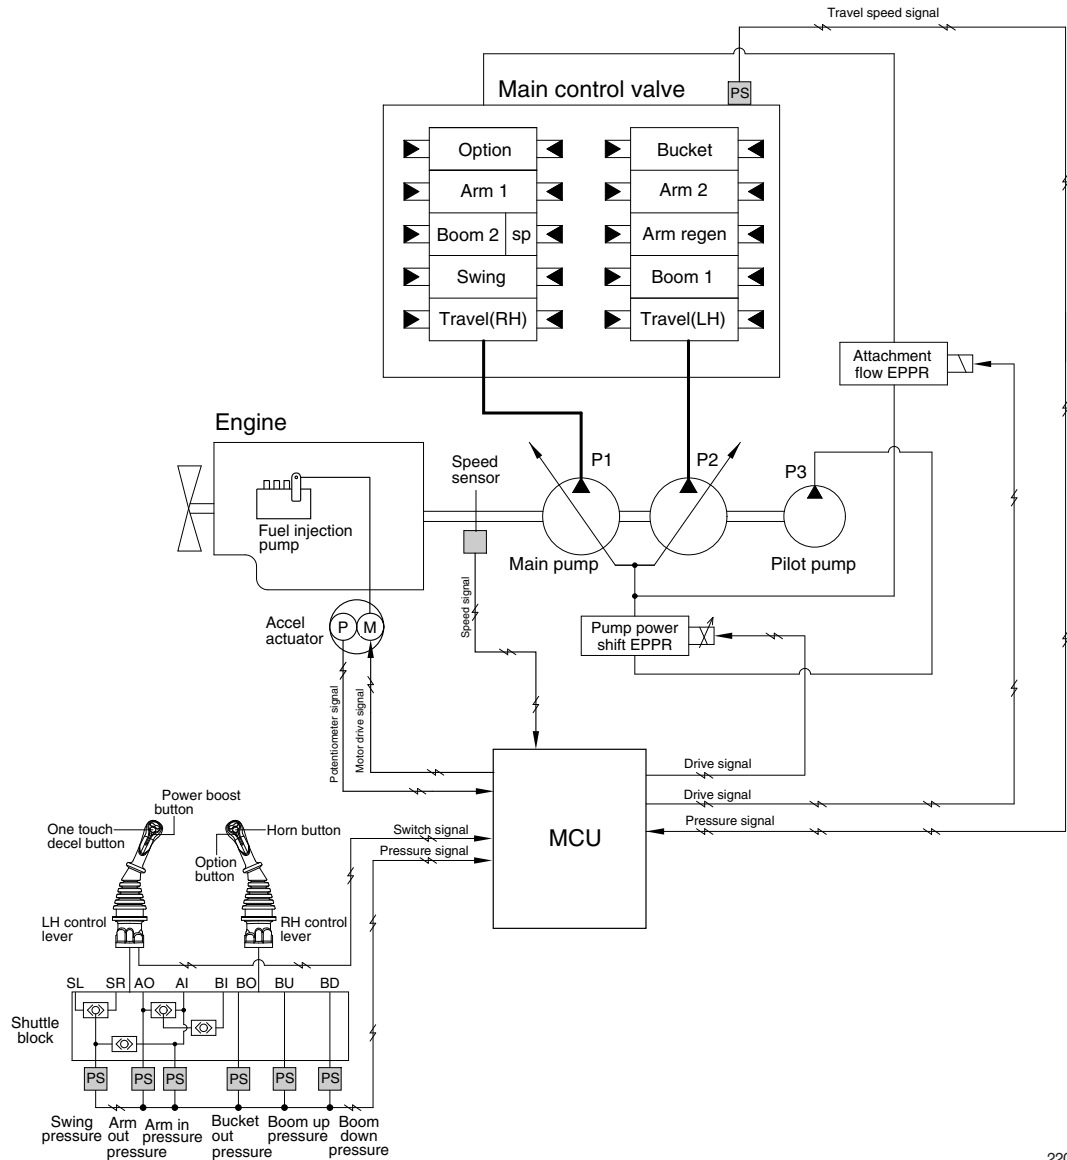 Travel speed signal
Main control valve
PS
Option
Bucket
Arm 1
Arm 2
Boom 2
sp
Arm regen
Swing
Boom 1
Travel(RH)
Travel(LH)
Attachment
flow EPPR
Engine
Speed
sensor
P1
P2
P3
Fuel injection
pump
Main pump
Pilot pump
Speed signal
Accel
actuator
P
M
Pump power
shift EPPR
Potentiometer signal
Motor drive signal
Drive signal
Drive signal
Pressure signal
MCU
Power boost
button
One touch
decel button
Horn button
Option
button
Switch signal
Pressure signal
LH control
lever
RH control
lever
SL
SR
AO
AI
BI
BO
BU
BD
Shuttle
block
PS
PS
PS
PS
PS
PS
Swing
pressure
Arm
out
pressure
Arm in
pressure
Bucket
out
pressure
Boom up
pressure
Boom
down
pressure